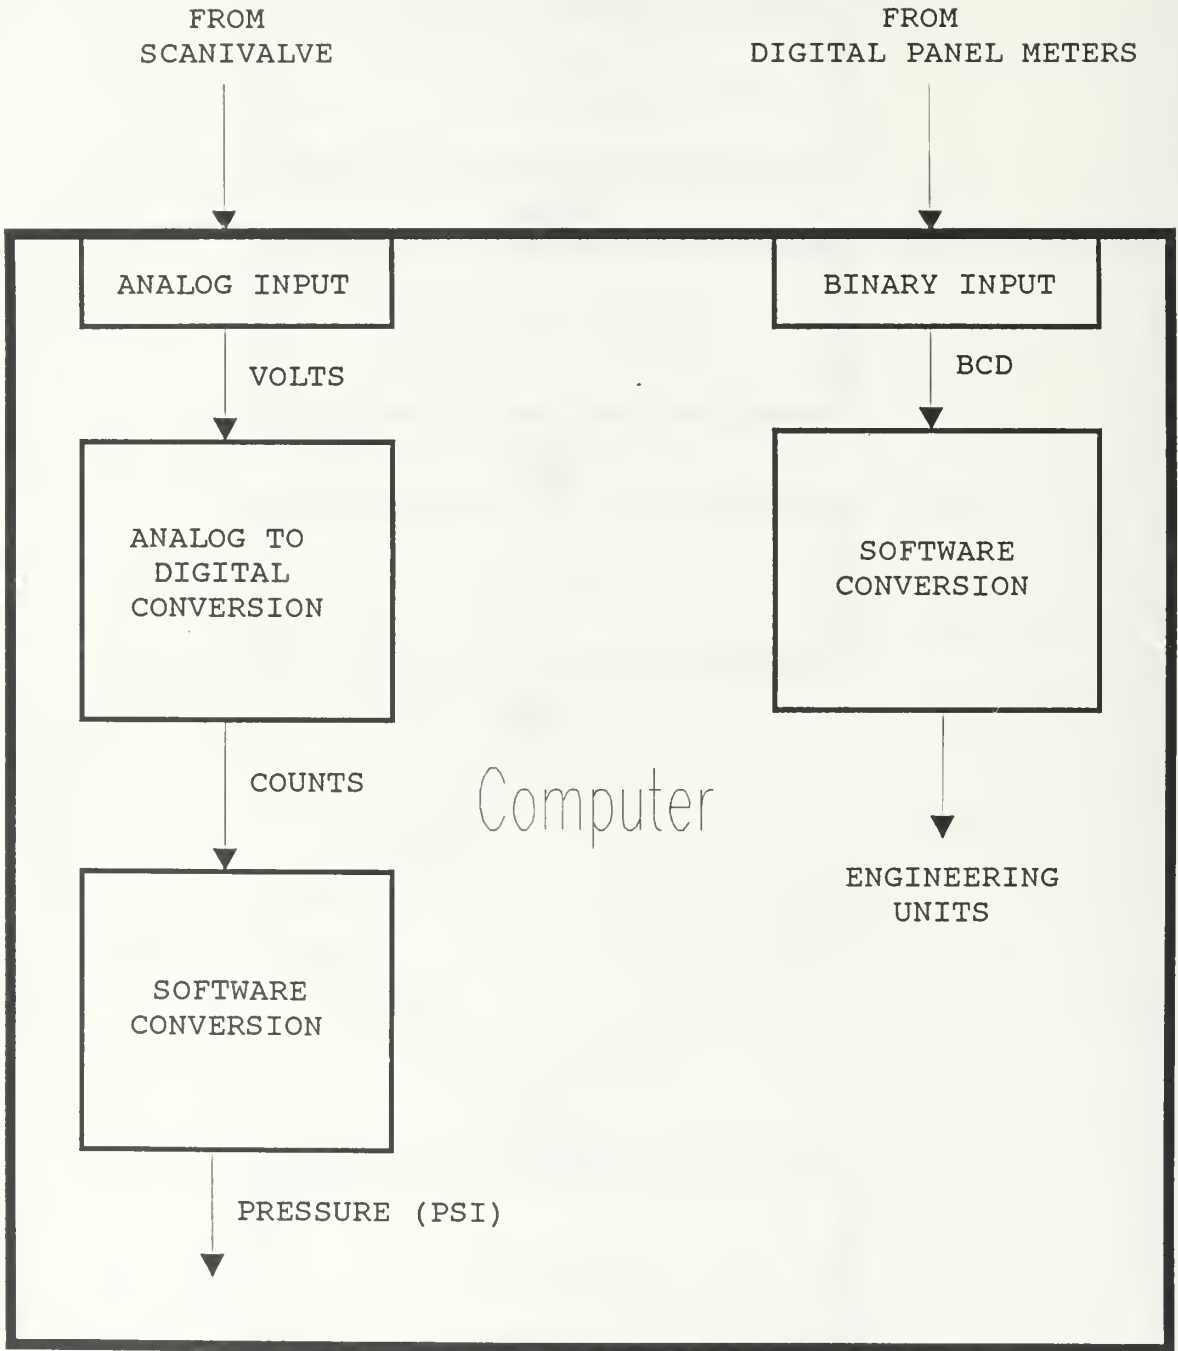 FROM
SCANIVALVE
FROM
DIGITAL PANEL METERS
ANALOG INPUT
BINARY INPUT
VOLTS
BCD
ANALOG TO
DIGITAL
CONVERSION
SOFTWARE
CONVERSION
COUNTS
Computer
ENGINEERING
UNITS
SOFTWARE
CONVERSION
PRESSURE (PSI)